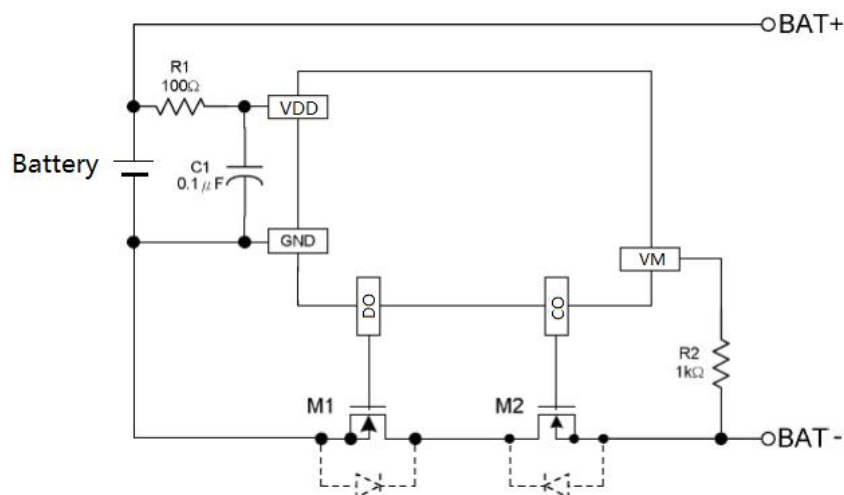 BAT+
R1
100Ω
VDD
Battery
C1
0.1μF
GND
VM
DO
CO
R2
1kΩ
M1
M2
BAT-